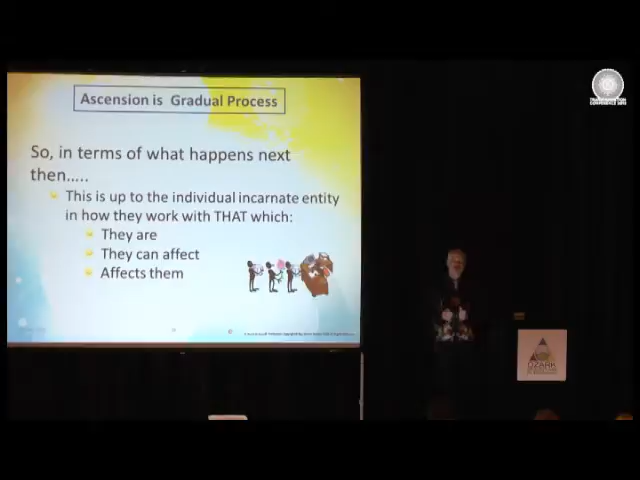 Ascension is Gradual Process
So, in terms of what happens next
then.....
This is up to the individual incarnate entity
in how they work with THAT which:
They are
They can affect
Affects them
OZARK